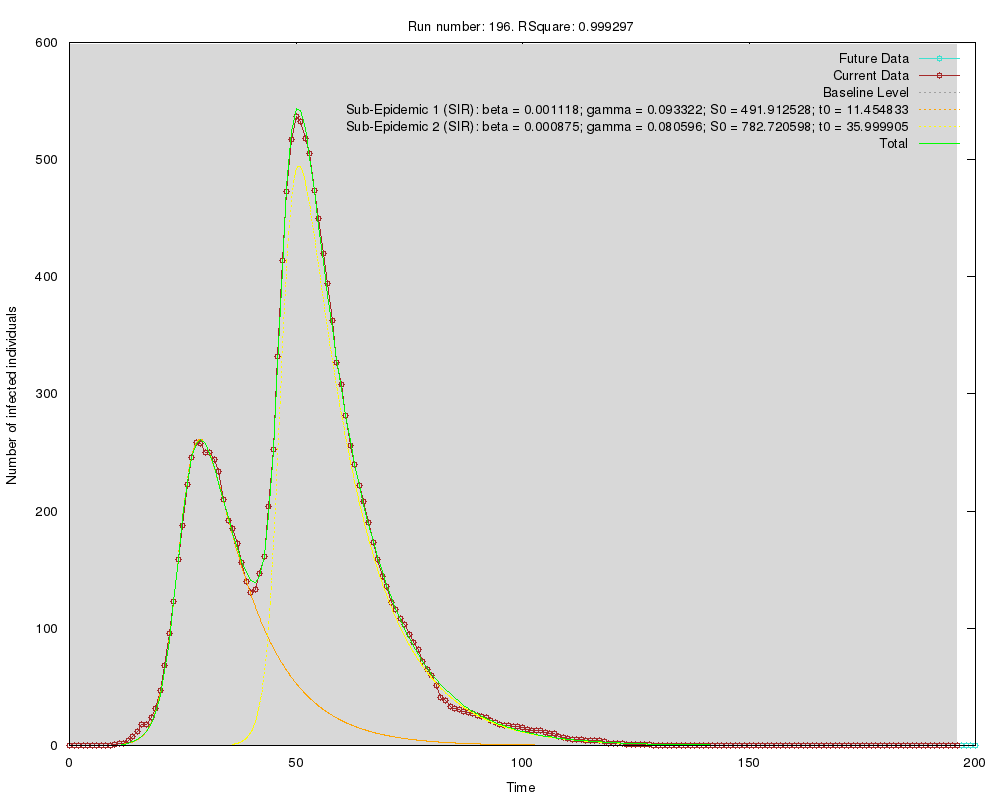 Run number: 196. RSquare: 0.999297
600
500
400
300
200
100
0
Number of infected individuals
Future Data
Current Data
Baseline Level
Sub-Epidemic 1 (SIR): beta = 0.001118; gamma = 0.093322; S0 = 491.912528; t0 = 11.454833
Sub-Epidemic 2 (SIR): beta = 0.000875; gamma = 0.080596; S0 = 782.720598; t0 = 35.999905
Total
0 50 100 150 200
Time